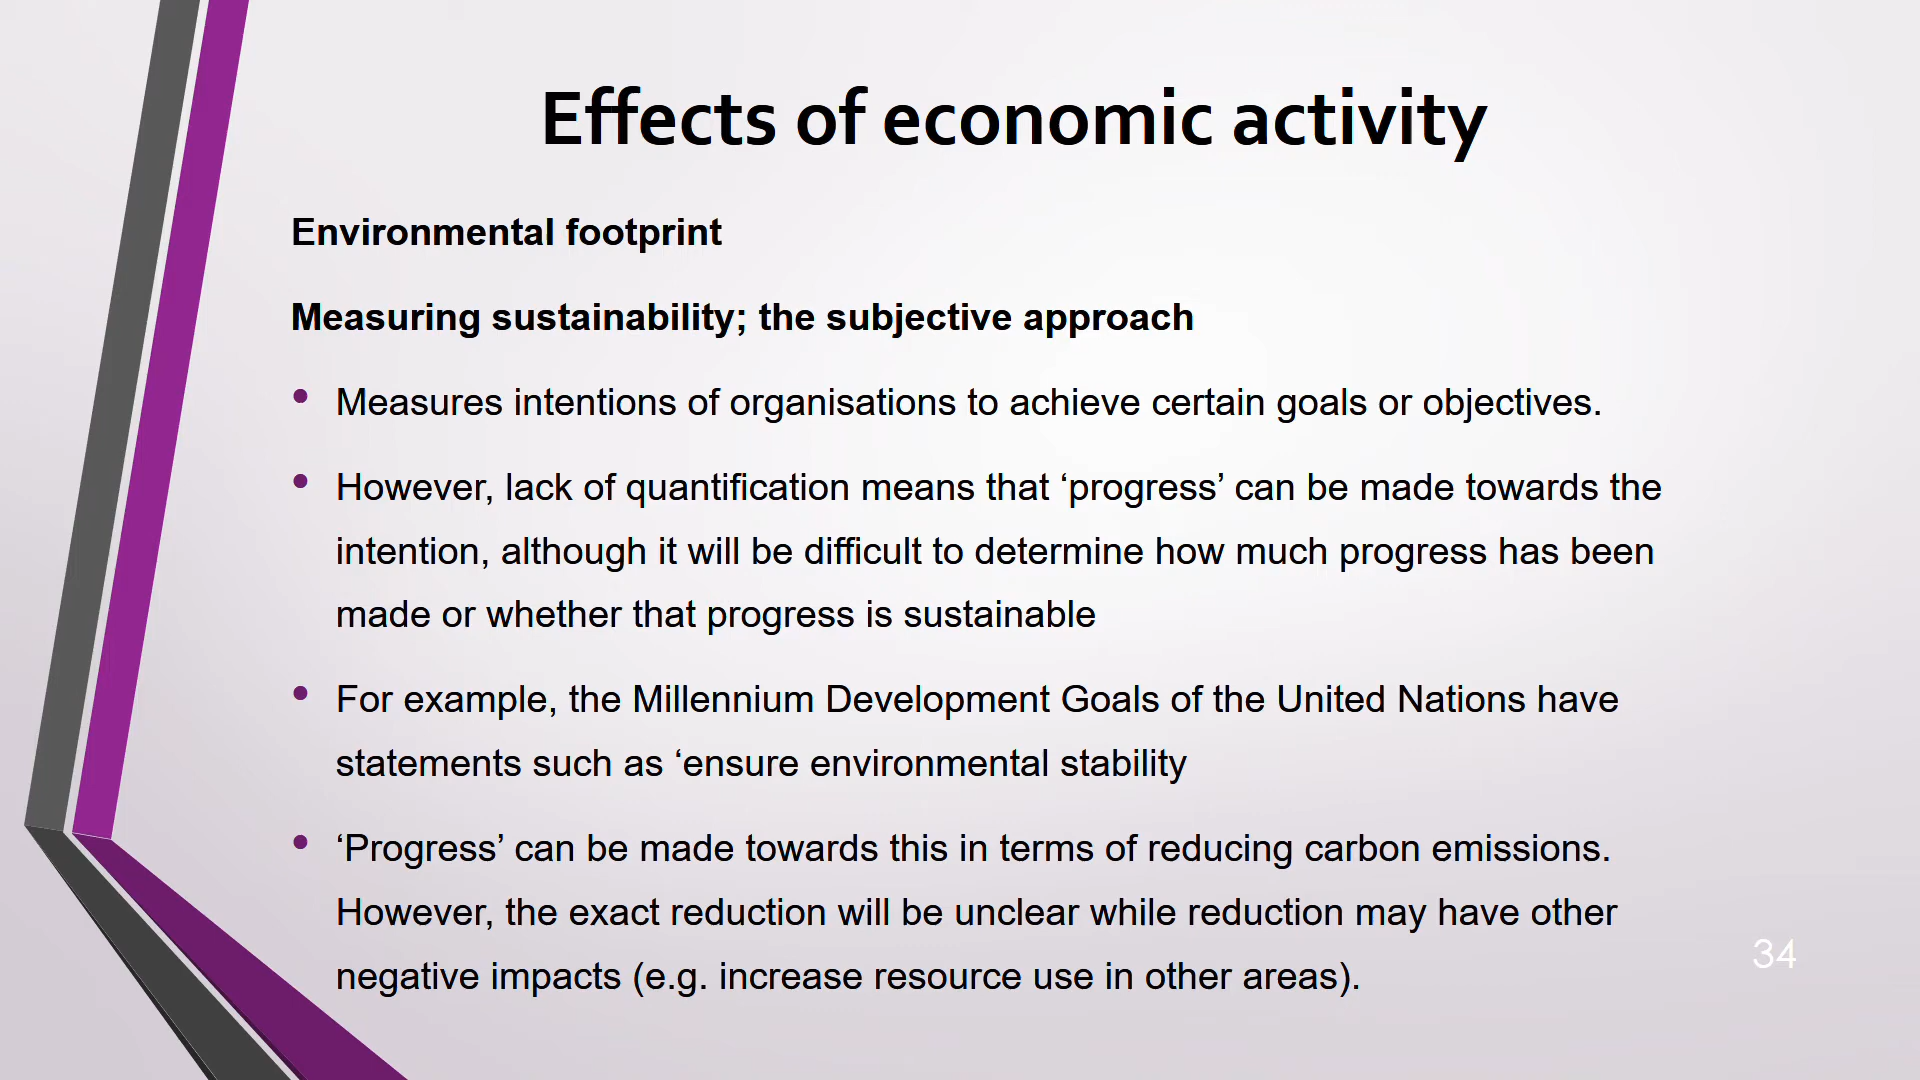 Effects of economic activity
Environmental footprint
Measuring sustainability; the subjective approach
• Measures intentions of organisations to achieve certain goals or objectives.
• However, lack of quantification means that ‘progress’ can be made towards the
intention, although it will be difficult to determine how much progress has been
made or whether that progress is sustainable
• For example, the Millennium Development Goals of the United Nations have
statements such as ‘ensure environmental stability
• ‘Progress’ can be made towards this in terms of reducing carbon emissions.
However, the exact reduction will be unclear while reduction may have other
negative impacts (e.g. increase resource use in other areas).
34